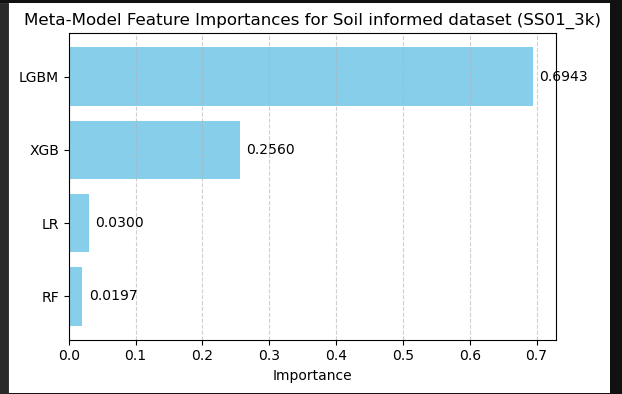 Meta-Model Feature Importances for Soil informed dataset (SS01_3k)
LGBM 0.6943
XGB 0.2560
LR 0.0300
RF 0.0197
0.0 0.1 0.2 0.3 0.4 0.5 0.6 0.7
Importance